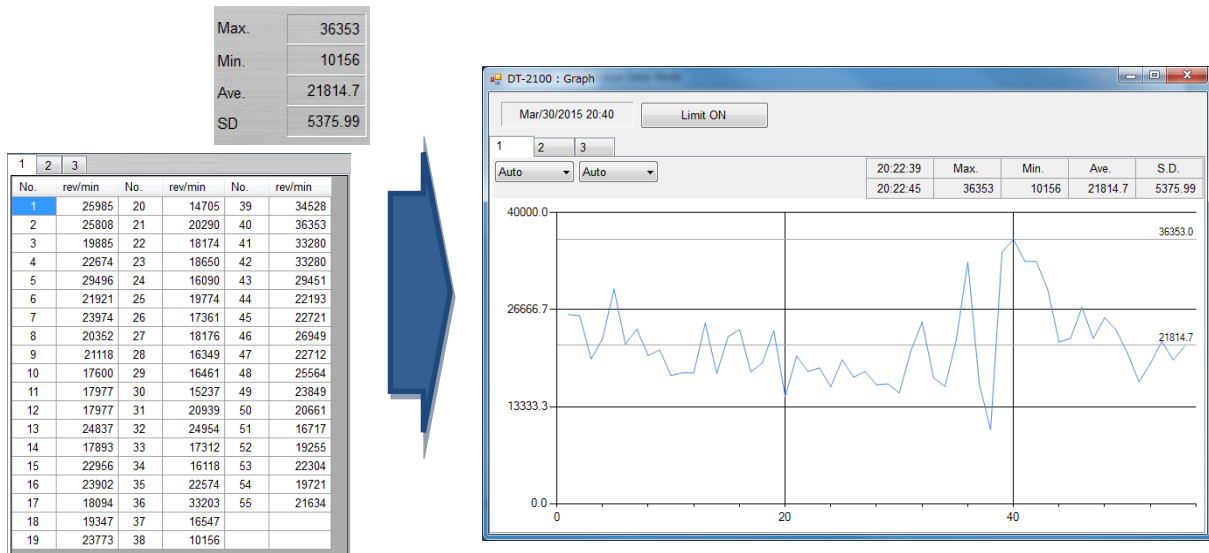 Max. 36353
Min. 10156
Ave. 21814.7
SD 5375.99
1 2 3
No. rev/min No. rev/min No. rev/min
1 25985 20 14705 39 34528
2 25808 21 20290 40 36353
3 19885 22 18174 41 33280
4 22674 23 18650 42 33280
5 29496 24 16090 43 29451
6 21921 25 19774 44 22193
7 23974 26 17361 45 22721
8 20352 27 18176 46 26949
9 21118 28 16349 47 22712
10 17600 29 16461 48 25564
11 17977 30 15237 49 23849
12 17977 31 20939 50 20661
13 24837 32 24954 51 16717
14 17893 33 17312 52 19255
15 22956 34 16118 53 22304
16 23902 35 22574 54 19721
17 18094 36 33203 55 21634
18 19347 37 16547
19 23773 38 10156
DT-2100 : Graph
Mar/30/2015 20:40 Limit ON
1 2 3
Auto Auto
20:22:39 Max. Min. Ave. S.D.
20:22:45 36353 10156 21814.7 5375.99
40000.0
36353.0
26666.7
21814.7
13333.3
0.0
0 20 40